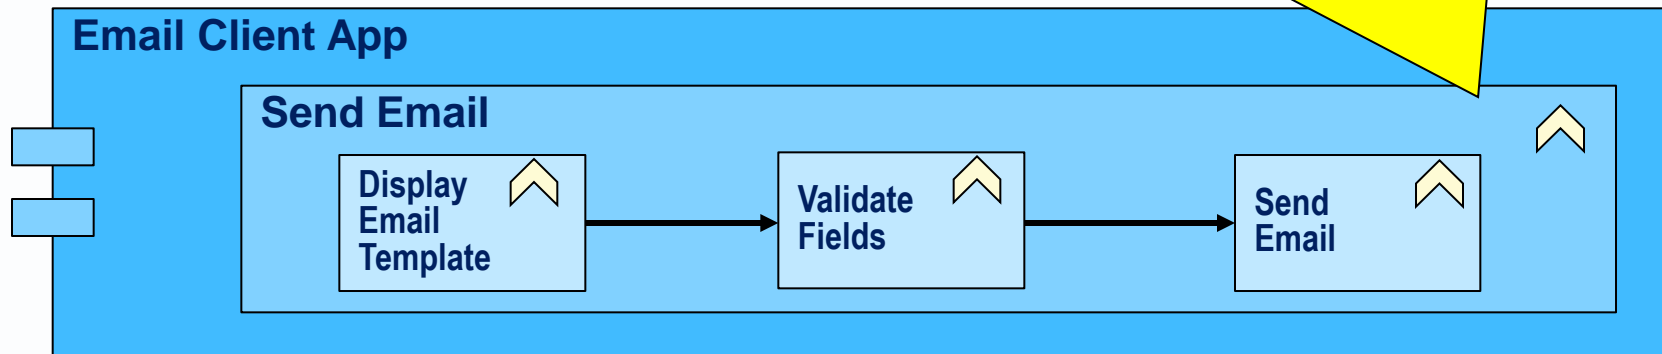 Email Client App
Send Email
Display
Email
Template
Validate
Fields
Send
Email